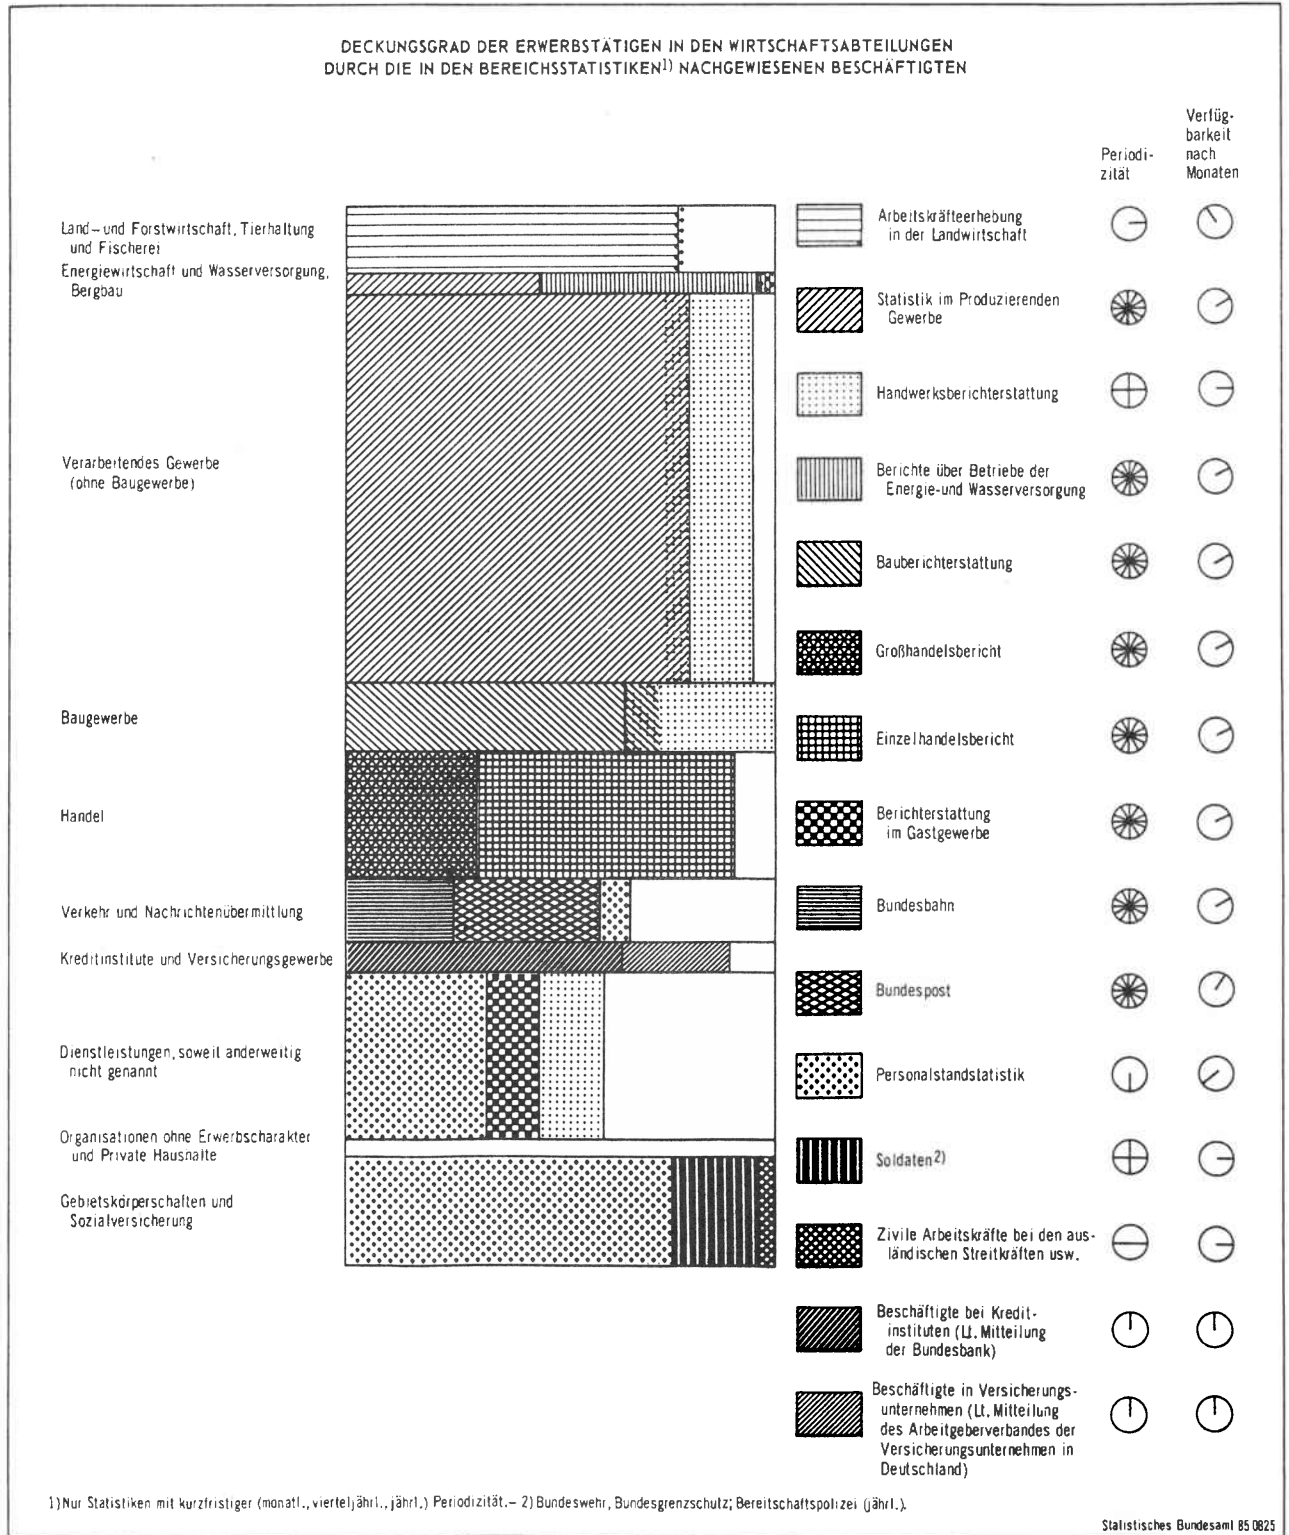 DECKUNGSGRAD DER ERWERBSTÄTIGEN IN DEN WIRTSCHAFTSABTEILUNGEN
DURCH DIE IN DEN BEREICHSSTATISTIKEN1) NACHGEWIESENEN BESCHÄFTIGTEN
Periodi-
zität
Verfüg-
barkeit
nach
Monaten
Land- und Forstwirtschaft, Tierhaltung
und Fischerei
Energiewirtschaft und Wasserversorgung,
Bergbau
Verarbeitendes Gewerbe
(ohne Baugewerbe)
Baugewerbe
Handel
Verkehr und Nachrichtenübermittlung
Kreditinstitute und Versicherungsgewerbe
Dienstleistungen, soweit anderweitig
nicht genannt
Organisationen ohne Erwerbscharakter
und Private Haushalte
Gebietskörperschaften und
Sozialversicherung
Arbeitskräfteerhebung
in der Landwirtschaft
Statistik im Produzierenden
Gewerbe
Handwerksberichterstattung
Berichte über Betriebe der
Energie-und Wasserversorgung
Bauberichterstattung
Großhandelsbericht
Einzelhandelsbericht
Berichterstattung
im Gastgewerbe
Bundesbahn
Bundespost
Personalstandstatistik
Soldaten2)
Zivile Arbeitskräfte bei den aus-
ländischen Streitkräften usw.
Beschäftigte bei Kredit-
instituten (Lt. Mitteilung
der Bundesbank)
Beschäftigte in Versicherungs-
unternehmen (Lt. Mitteilung
des Arbeitgeberverbandes der
Versicherungsunternehmen in
Deutschland)
1) Nur Statistiken mit kurzfristiger (monatl., vierteljährl., jährl.) Periodizität.– 2) Bundeswehr, Bundesgrenzschutz; Bereitschaftspolizei (jährl.).
Statistisches Bundesamt 85 0825